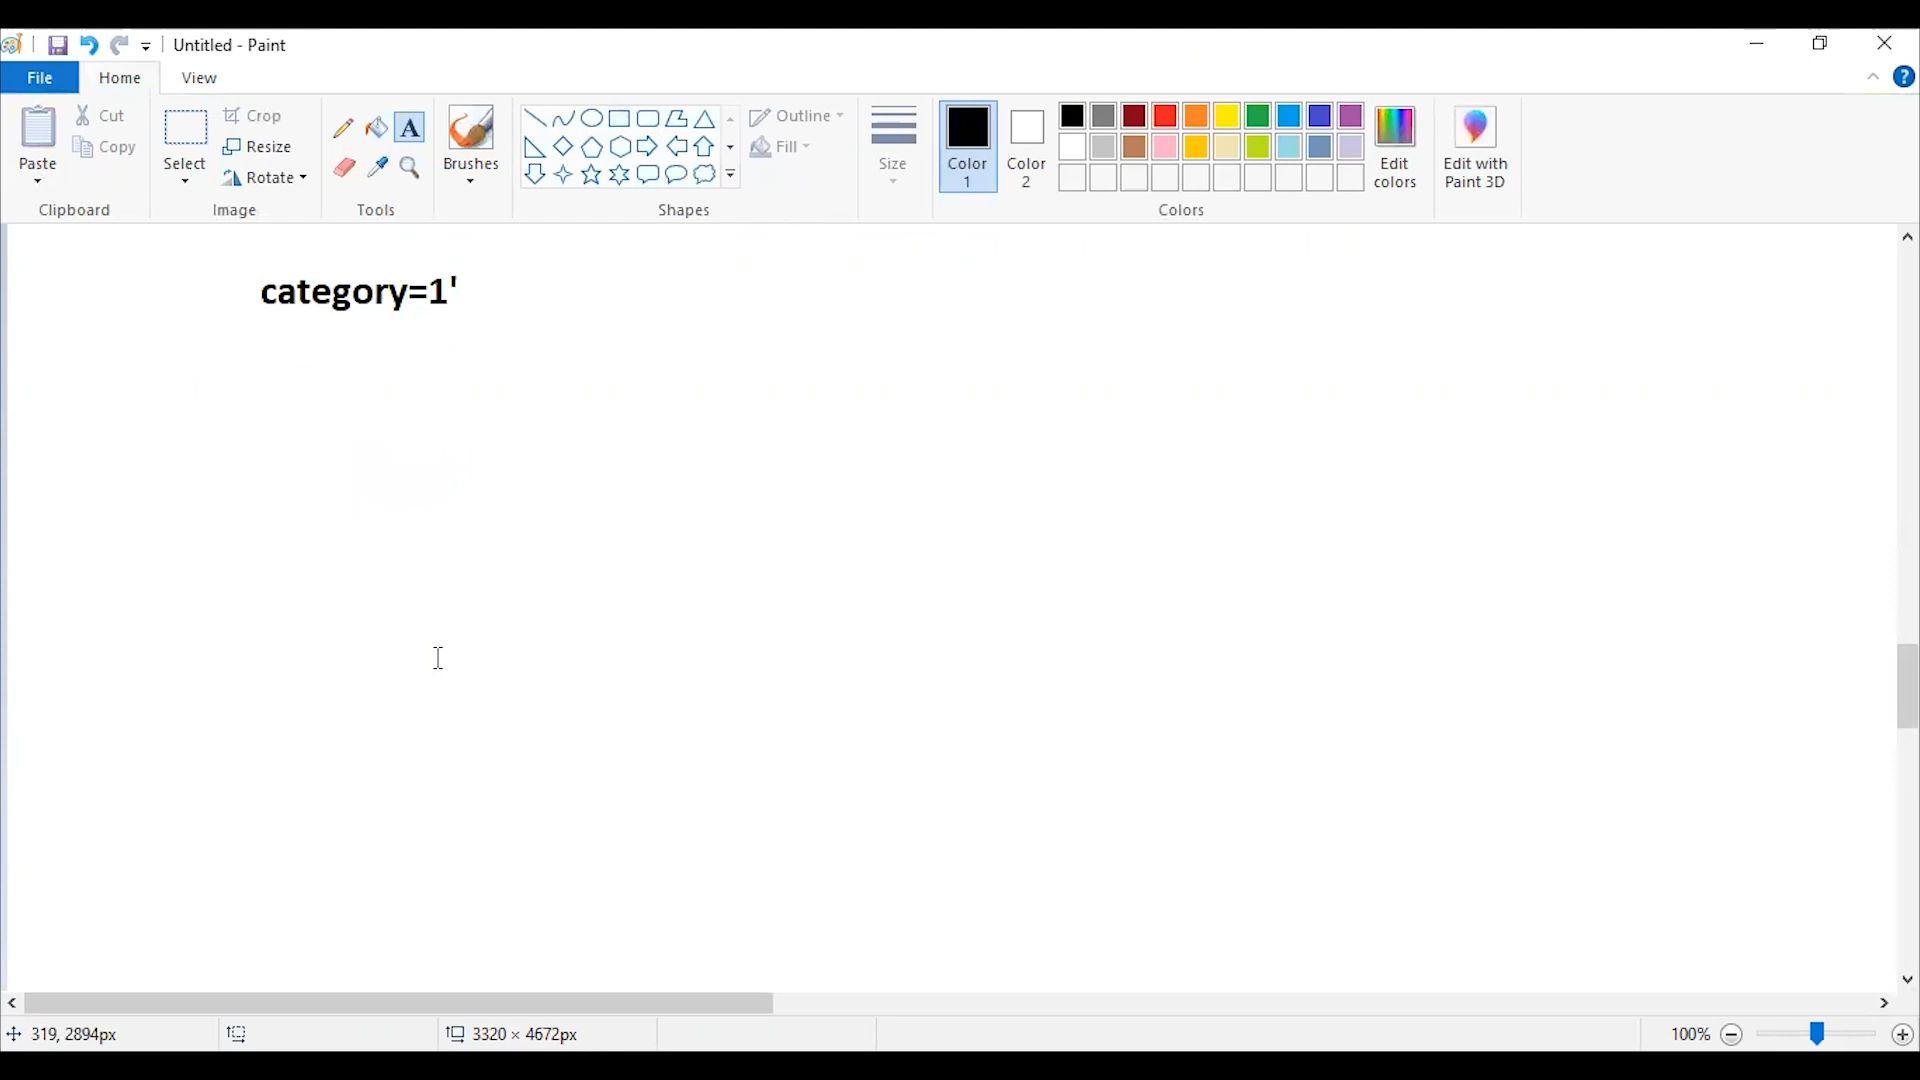 Untitled - Paint
File Home View
Paste
Cut
Copy
Clipboard
Select
Crop
Resize
Rotate
Image
A
Tools
Brushes
Shapes
Outline
Fill
Size
Color 1
Color 2
Colors
Edit colors
Edit with Paint 3D
?
category=1'
319, 2894px
3320 × 4672px
100%